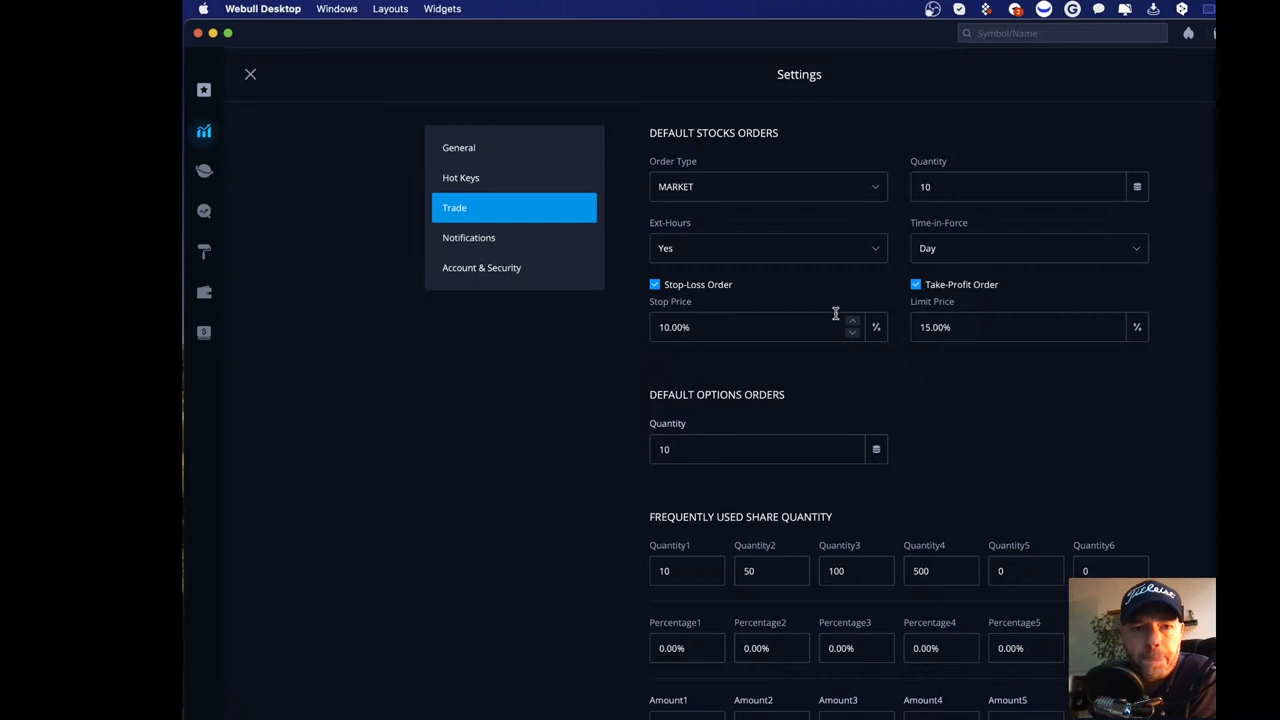 Webull Desktop Windows Layouts Widgets
2
Symbol/Name
Settings
General
Hot Keys
Trade
Notifications
Account & Security
DEFAULT STOCKS ORDERS
Order Type Quantity
MARKET 10
Ext-Hours Time-in-Force
Yes Day
Stop-Loss Order Take-Profit Order
Stop Price Limit Price
10.00% % 15.00% %
DEFAULT OPTIONS ORDERS
Quantity
10
FREQUENTLY USED SHARE QUANTITY
Quantity1 Quantity2 Quantity3 Quantity4 Quantity5 Quantity6
10 50 100 500 0 0
Titleist
Percentage1 Percentage2 Percentage3 Percentage4 Percentage5
0.00% 0.00% 0.00% 0.00% 0.00%
Amount1 Amount2 Amount3 Amount4 Amount5